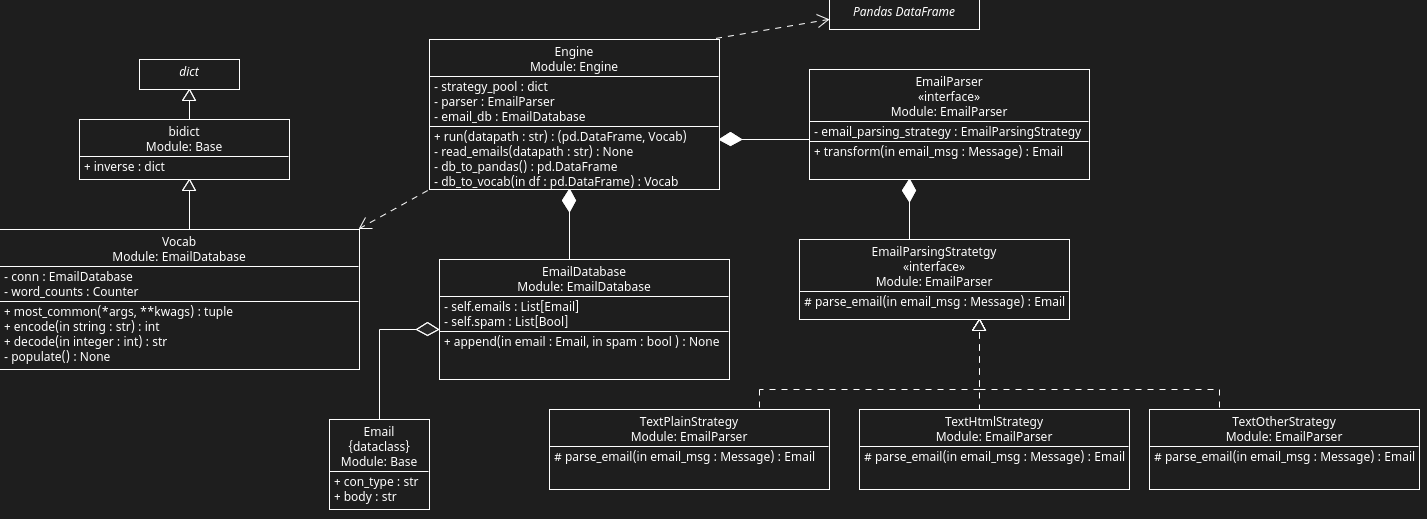 Pandas DataFrame
Engine
Module: Engine
- strategy_pool : dict
- parser : EmailParser
- email_db : EmailDatabase
+ run(datapath : str) : (pd.DataFrame, Vocab)
- read_emails(datapath : str) : None
- db_to_pandas() : pd.DataFrame
- db_to_vocab(in df : pd.DataFrame) : Vocab
dict
bidict
Module: Base
+ inverse : dict
EmailParser
«interface»
Module: EmailParser
- email_parsing_strategy : EmailParsingStrategy
+ transform(in email_msg : Message) : Email
Vocab
Module: EmailDatabase
- conn : EmailDatabase
- word_counts : Counter
+ most_common(*args, **kwags) : tuple
+ encode(in string : str) : int
+ decode(in integer : int) : str
- populate() : None
EmailDatabase
Module: EmailDatabase
- self.emails : List[Email]
- self.spam : List[Bool]
+ append(in email : Email, in spam : bool ) : None
EmailParsingStratetgy
«interface»
Module: EmailParser
# parse_email(in email_msg : Message) : Email
Email
{dataclass}
Module: Base
+ con_type : str
+ body : str
TextPlainStrategy
Module: EmailParser
# parse_email(in email_msg : Message) : Email
TextHtmlStrategy
Module: EmailParser
# parse_email(in email_msg : Message) : Email
TextOtherStrategy
Module: EmailParser
# parse_email(in email_msg : Message) : Email